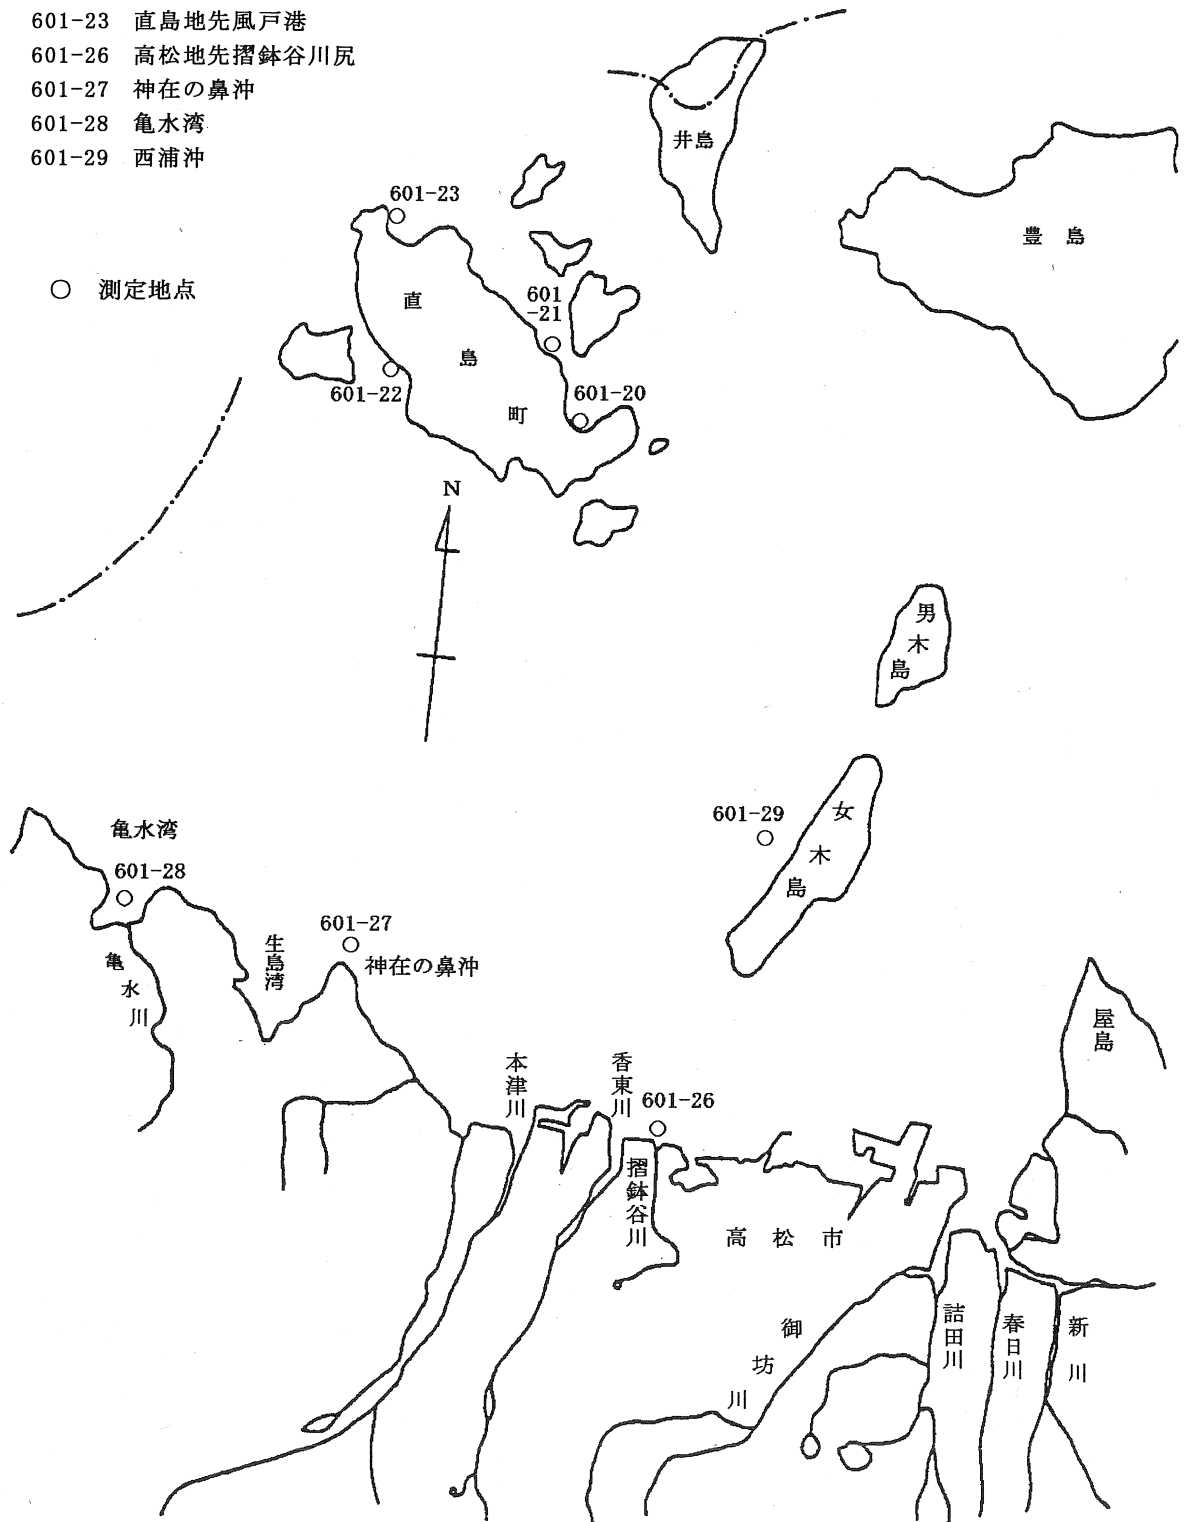 601-23 直島地先風戸港
601-26 高松地先摺鉢谷川尻
601-27 神在の鼻沖
601-28 亀水湾
601-29 西浦沖
○ 測定地点
井島
豊島
601-23
601
-21
直島町
601-22
601-20
N
男木島
女木島
601-29
亀水湾
601-28
亀水川
生島湾
601-27
神在の鼻沖
屋島
本津川
香東川
601-26
摺鉢谷川
高松市
御坊川
詰田川
春日川
新川